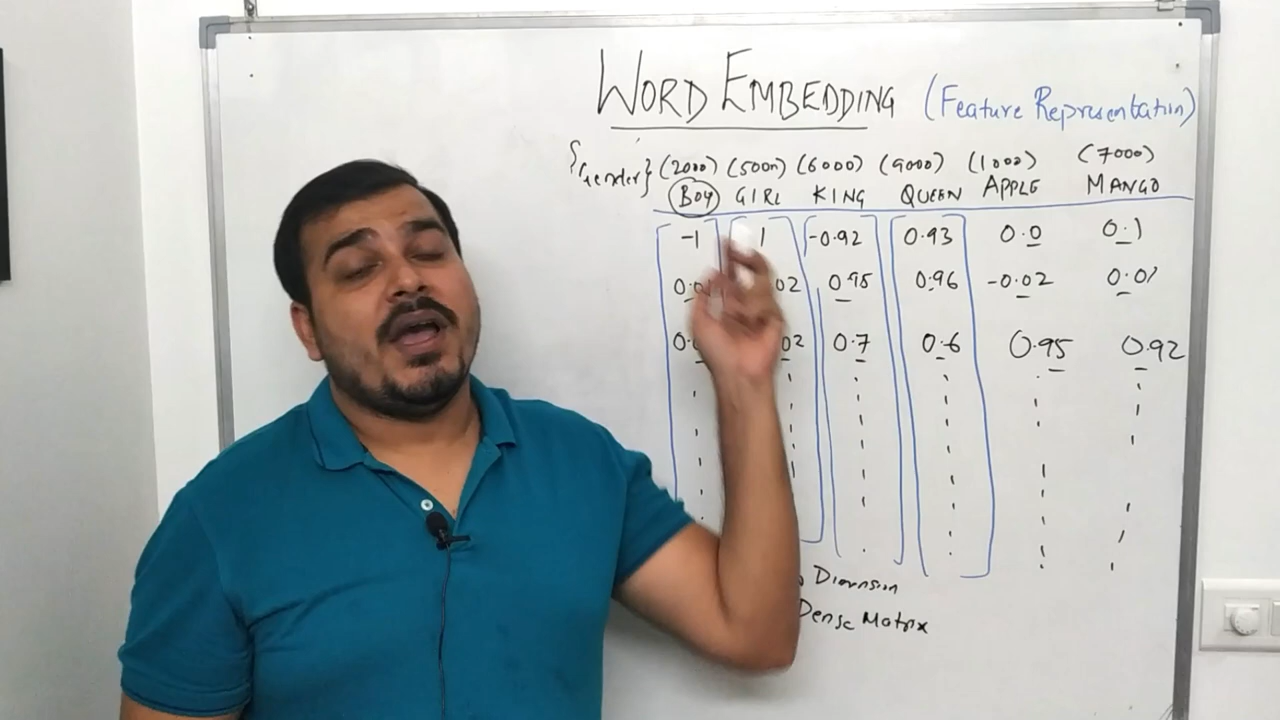 WORD EMBEDDING (Feature Representation)
{Gender} (2000) (5000) (6000) (9000) (1000) (7000)
BOY GIRL KING QUEEN APPLE MANGO
-1 1 -0.92 0.93 0.0 0.1
02 0.95 0.96 -0.02 0.01
02 0.7 0.6 0.95 0.92
Dimension
Dense Matrix